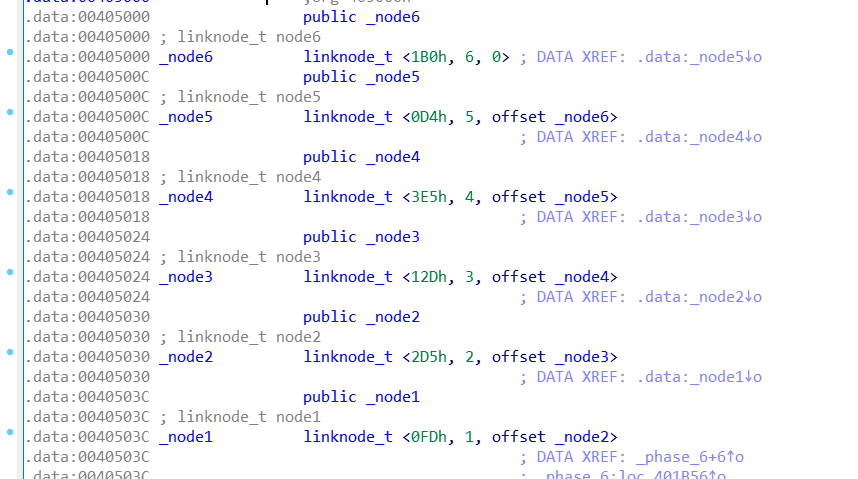 .data:00405000 public _node6
.data:00405000 ; linknode_t node6
.data:00405000 _node6 linknode_t <1B0h, 6, 0> ; DATA XREF: .data:_node5↓o
.data:0040500C public _node5
.data:0040500C ; linknode_t node5
.data:0040500C _node5 linknode_t <0D4h, 5, offset _node6>
.data:0040500C ; DATA XREF: .data:_node4↓o
.data:00405018 public _node4
.data:00405018 ; linknode_t node4
.data:00405018 _node4 linknode_t <3E5h, 4, offset _node5>
.data:00405018 ; DATA XREF: .data:_node3↓o
.data:00405024 public _node3
.data:00405024 ; linknode_t node3
.data:00405024 _node3 linknode_t <12Dh, 3, offset _node4>
.data:00405024 ; DATA XREF: .data:_node2↓o
.data:00405030 public _node2
.data:00405030 ; linknode_t node2
.data:00405030 _node2 linknode_t <2D5h, 2, offset _node3>
.data:00405030 ; DATA XREF: .data:_node1↓o
.data:0040503C public _node1
.data:0040503C ; linknode_t node1
.data:0040503C _node1 linknode_t <0FDh, 1, offset _node2>
.data:0040503C ; DATA XREF: _phase_6+6↑o
.data:0040503C ; _phase_6:loc_401B56↑o